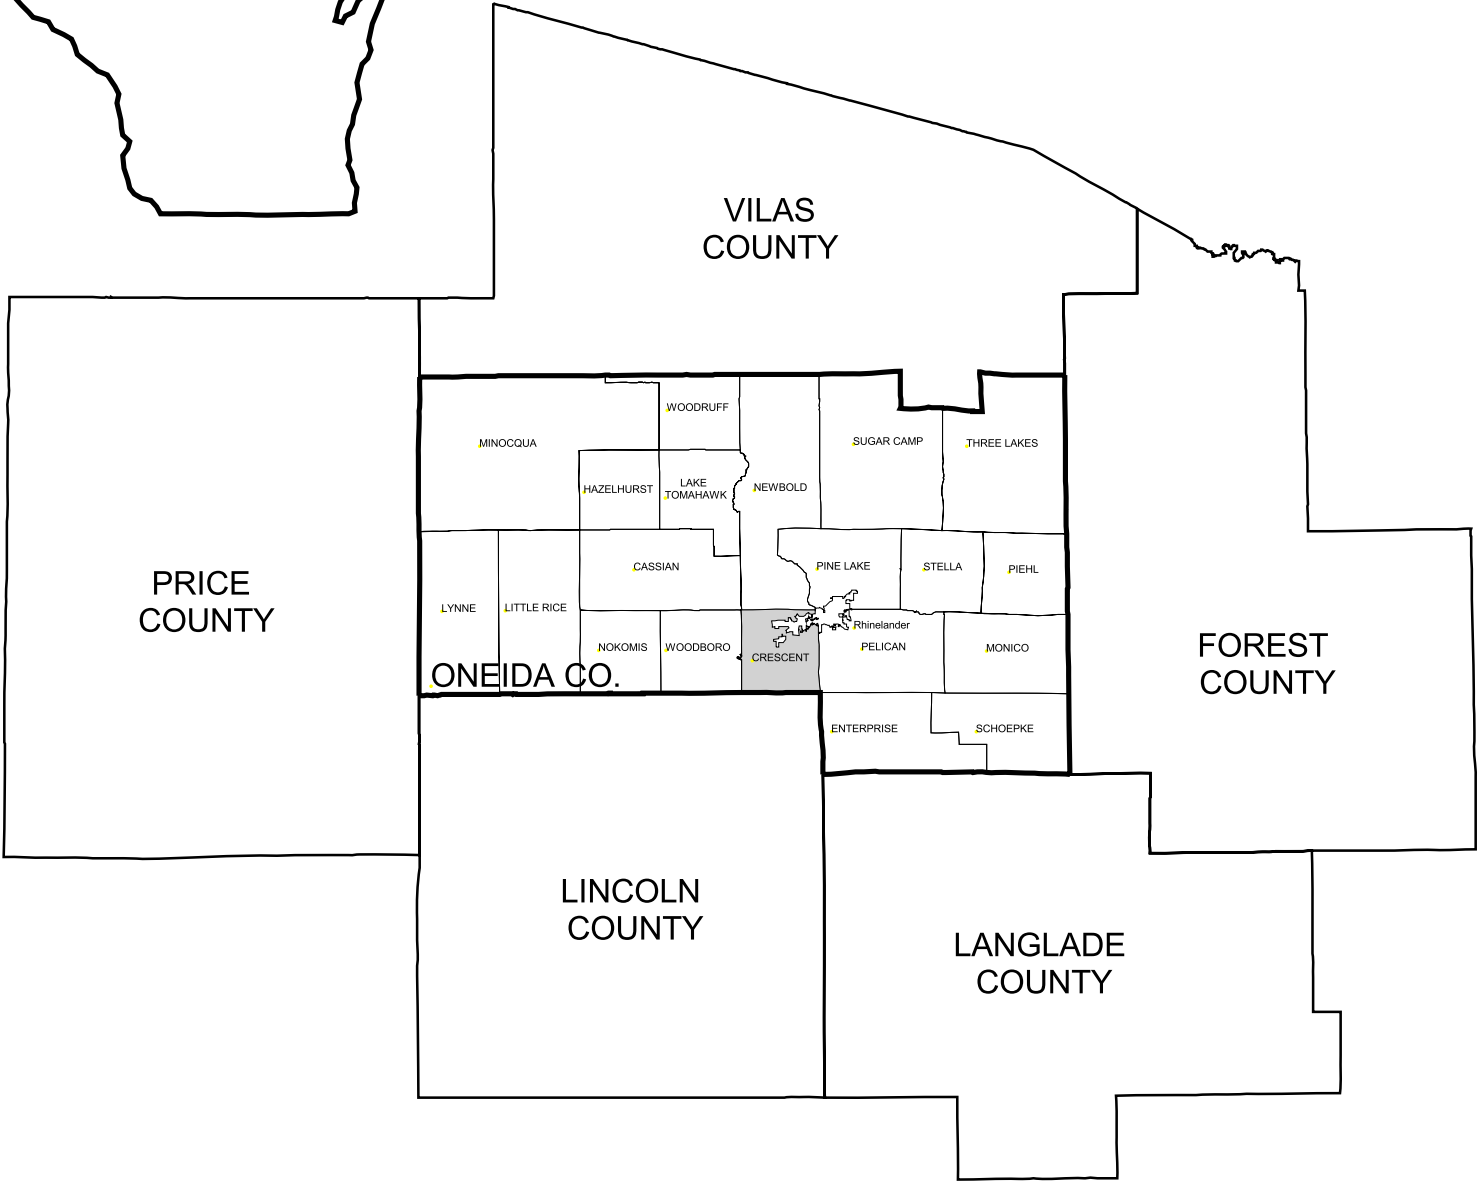 VILAS
COUNTY
WOODRUFF
MINOCQUA
SUGAR CAMP
THREE LAKES
HAZELHURST
LAKE
TOMAHAWK
NEWBOLD
CASSIAN
PINE LAKE
STELLA
PIEHL
PRICE
COUNTY
LYNNE
LITTLE RICE
Rhinelander
NOKOMIS
WOODBORO
CRESCENT
PELICAN
MONICO
ONEIDA CO.
FOREST
COUNTY
ENTERPRISE
SCHOEPKE
LINCOLN
COUNTY
LANGLADE
COUNTY